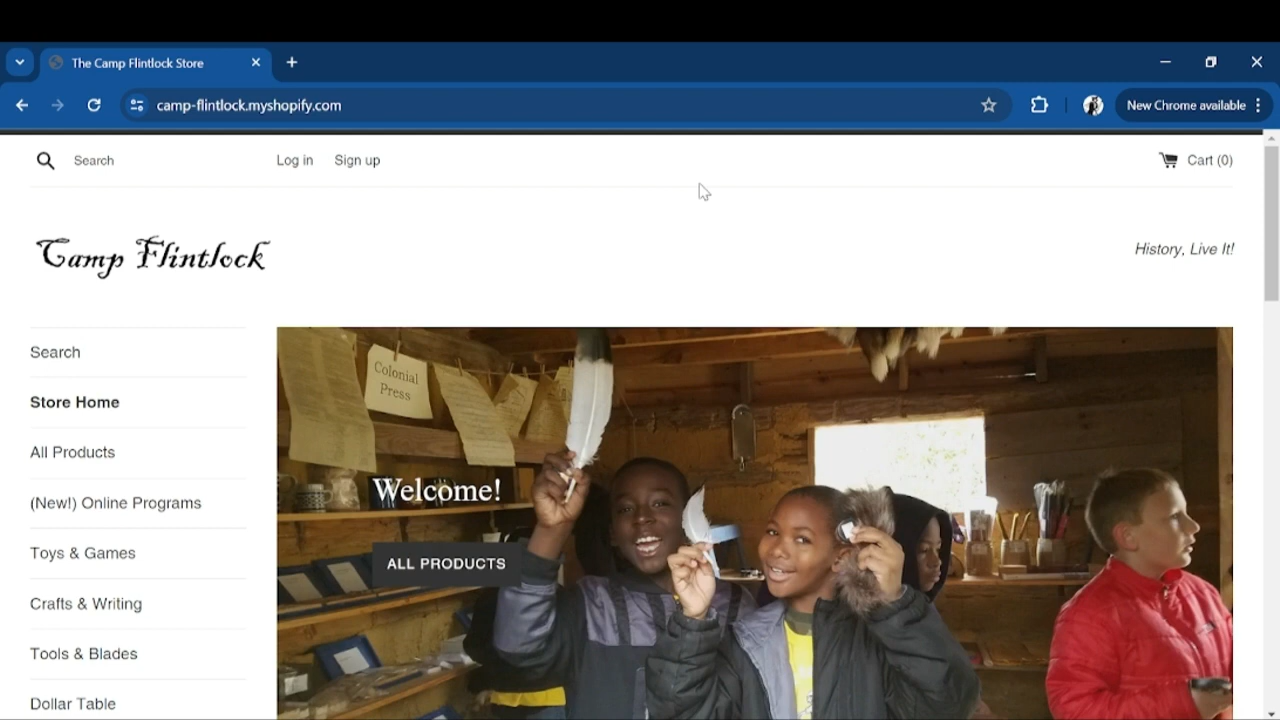 The Camp Flintlock Store
camp-flintlock.myshopify.com
New Chrome available
Search
Log in
Sign up
Cart (0)
Camp Flintlock
History, Live It!
Search
Store Home
All Products
(New!) Online Programs
Toys & Games
Crafts & Writing
Tools & Blades
Dollar Table
Colonial
Press
Welcome!
ALL PRODUCTS